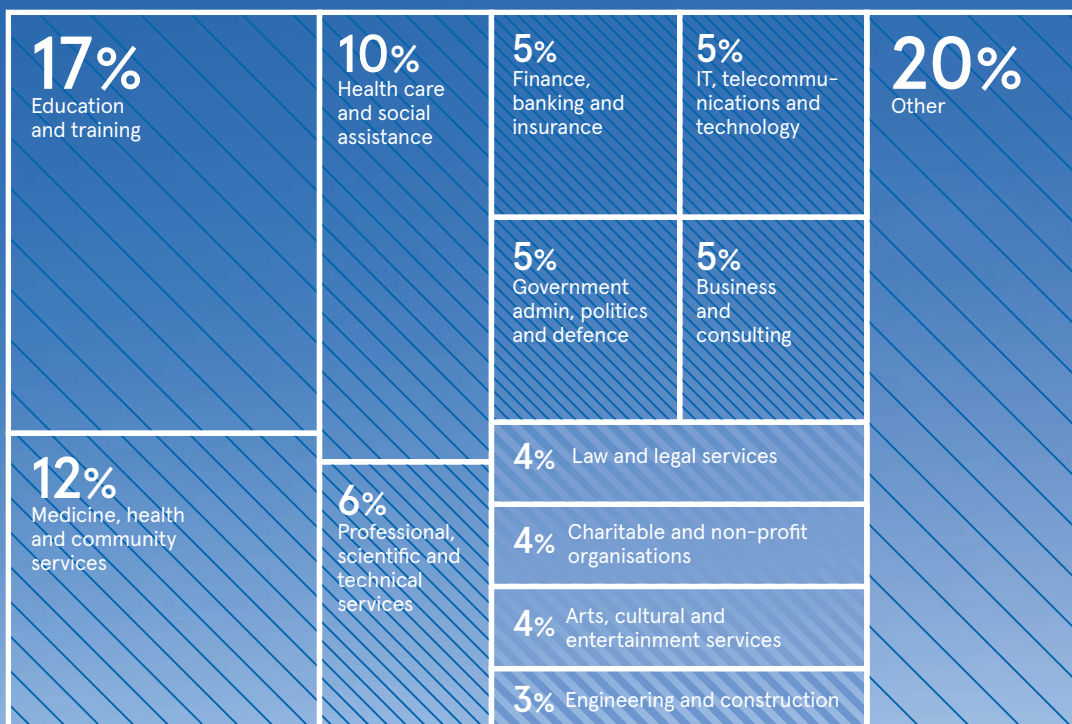 17%
Education
and training
12%
Medicine, health
and community
services
10%
Health care
and social
assistance
6%
Professional,
scientific and
technical
services
5%
Finance,
banking and
insurance
5%
IT, telecommu-
nications and
technology
5%
Government
admin, politics
and defence
5%
Business
and
consulting
4% Law and legal services
4% Charitable and non-profit
organisations
4% Arts, cultural and
entertainment services
3% Engineering and construction
20%
Other